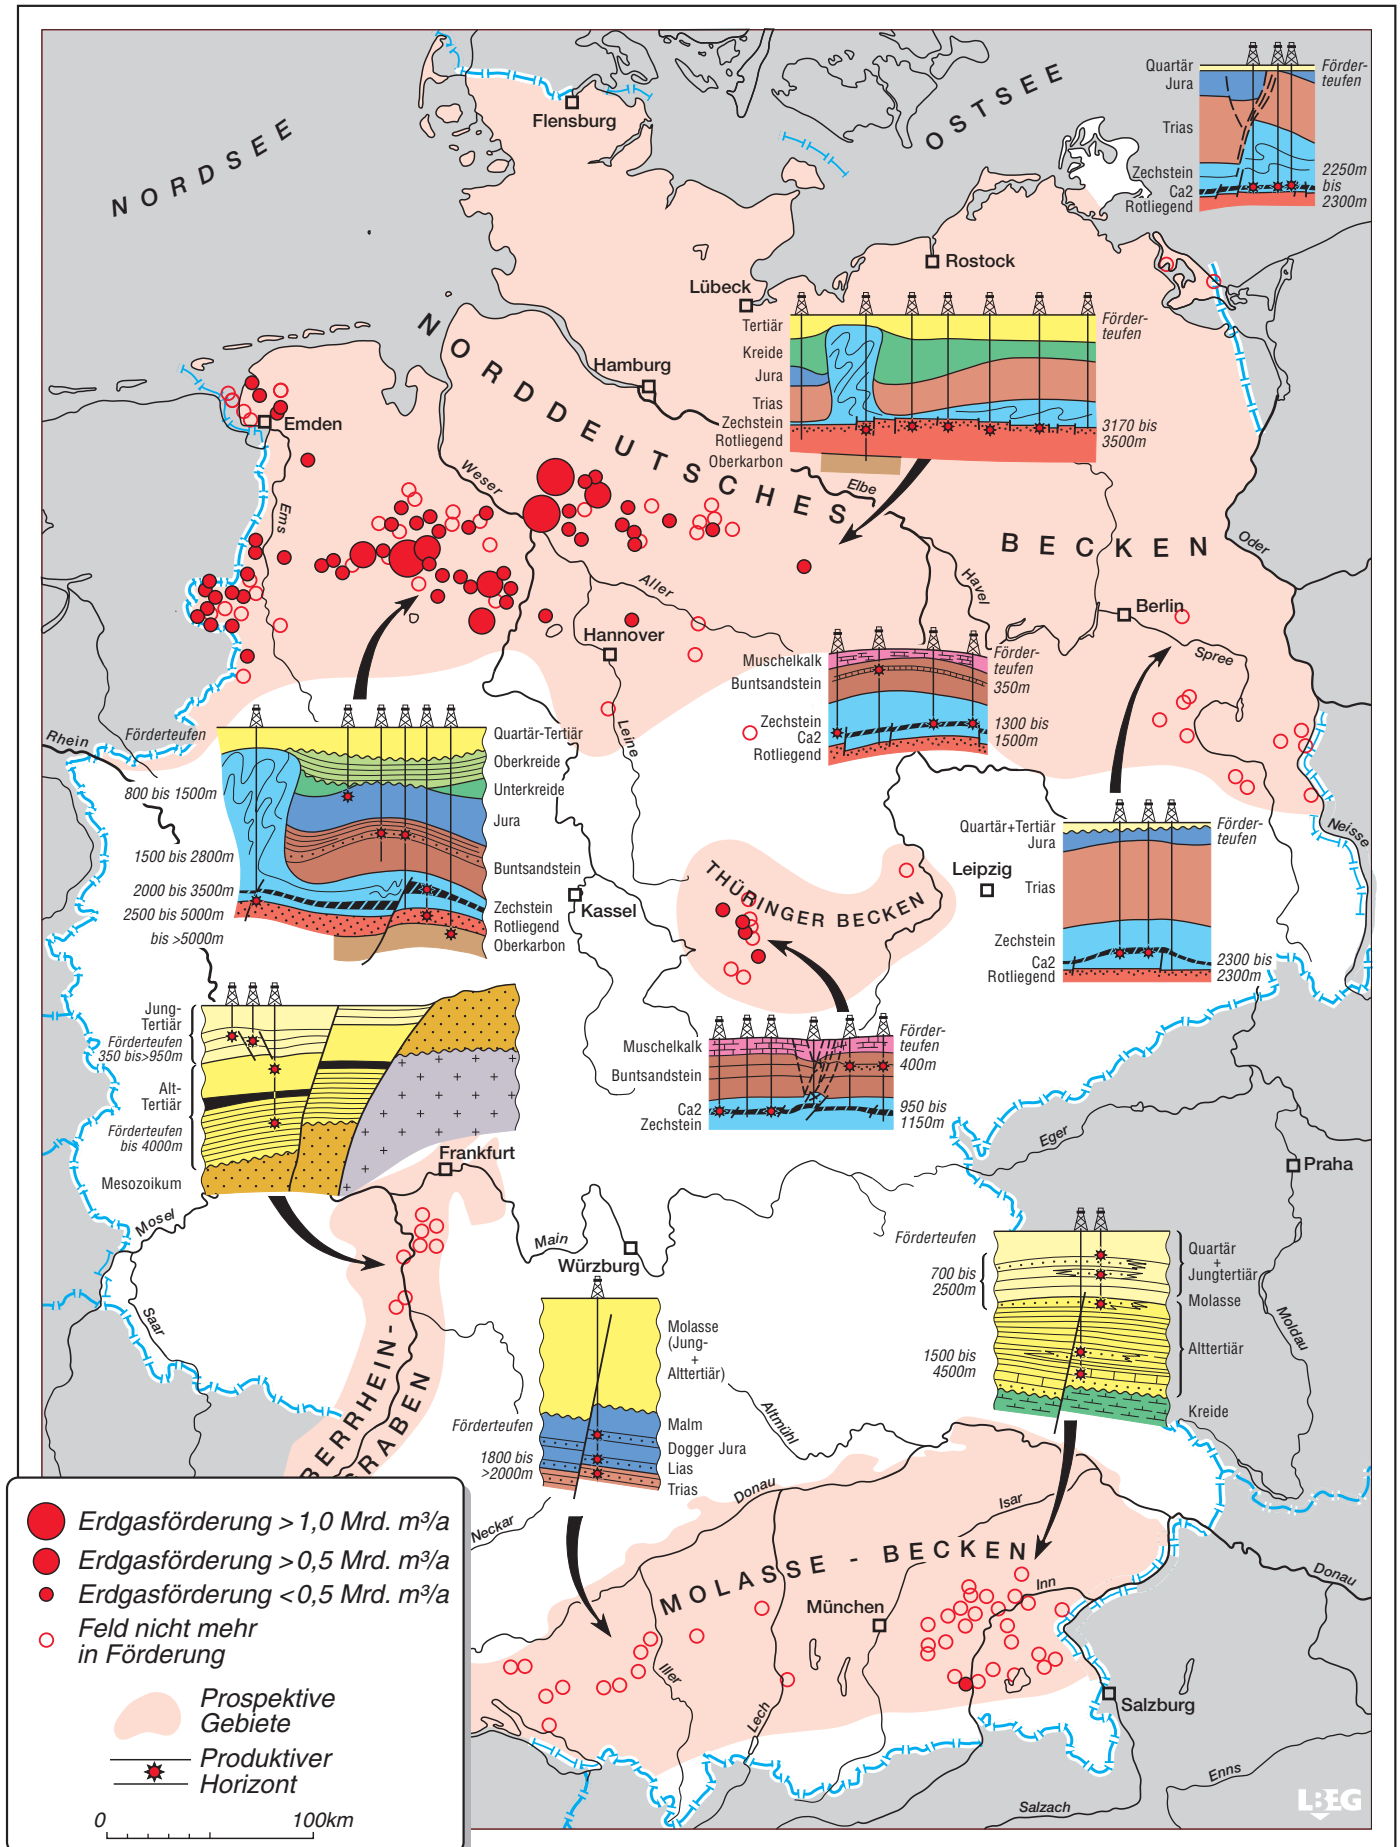 NORDSEE
OSTSEE
Flensburg
Quartär
Jura
Trias
Zechstein
Ca2
Rotliegend
Förder-
teufen
2250m
bis
2300m
Rostock
Lübeck
Hamburg
Tertiär
Kreide
Jura
Trias
Zechstein
Rotliegend
Oberkarbon
Förder-
teufen
3170 bis
3500m
NORDDEUTSCHES
BECKEN
Emden
Ems
Weser
Elbe
Aller
Havel
Oder
Berlin
Spree
Hannover
Leine
Muschelkalk
Buntsandstein
Zechstein
Ca2
Rotliegend
Förder-
teufen
350m
1300 bis
1500m
Rhein
Förderteufen
800 bis 1500m
1500 bis 2800m
2000 bis 3500m
2500 bis 5000m
bis >5000m
Quartär-Tertiär
Oberkreide
Unterkreide
Jura
Buntsandstein
Zechstein
Rotliegend
Oberkarbon
Kassel
THÜRINGER BECKEN
Leipzig
Quartär+Tertiär
Jura
Trias
Zechstein
Ca2
Rotliegend
Förder-
teufen
2300 bis
2300m
Neisse
Jung-
Tertiär
Förderteufen
350 bis>950m
Alt-
Tertiär
Förderteufen
bis 4000m
Mesozoikum
Muschelkalk
Buntsandstein
Ca2
Zechstein
Förder-
teufen
400m
950 bis
1150m
Frankfurt
Mosel
Saar
Main
Würzburg
Eger
Praha
Moldau
Förderteufen
700 bis
2500m
1500 bis
4500m
Quartär
+
Jungtertiär
Molasse
Alttertiär
Kreide
BERRHEIN-
GRABEN
Molasse
(Jung-
+
Alttertiär)
Förderteufen
1800 bis
>2000m
Malm
Dogger Jura
Lias
Trias
Altmühl
Donau
Neckar
Isar
MOLASSE - BECKEN
Inn
Donau
München
Iller
Lech
Salzburg
Salzach
Enns
Erdgasförderung >1,0 Mrd. m³/a
Erdgasförderung >0,5 Mrd. m³/a
Erdgasförderung <0,5 Mrd. m³/a
Feld nicht mehr
in Förderung
Prospektive
Gebiete
Produktiver
Horizont
0 100km
LBEG